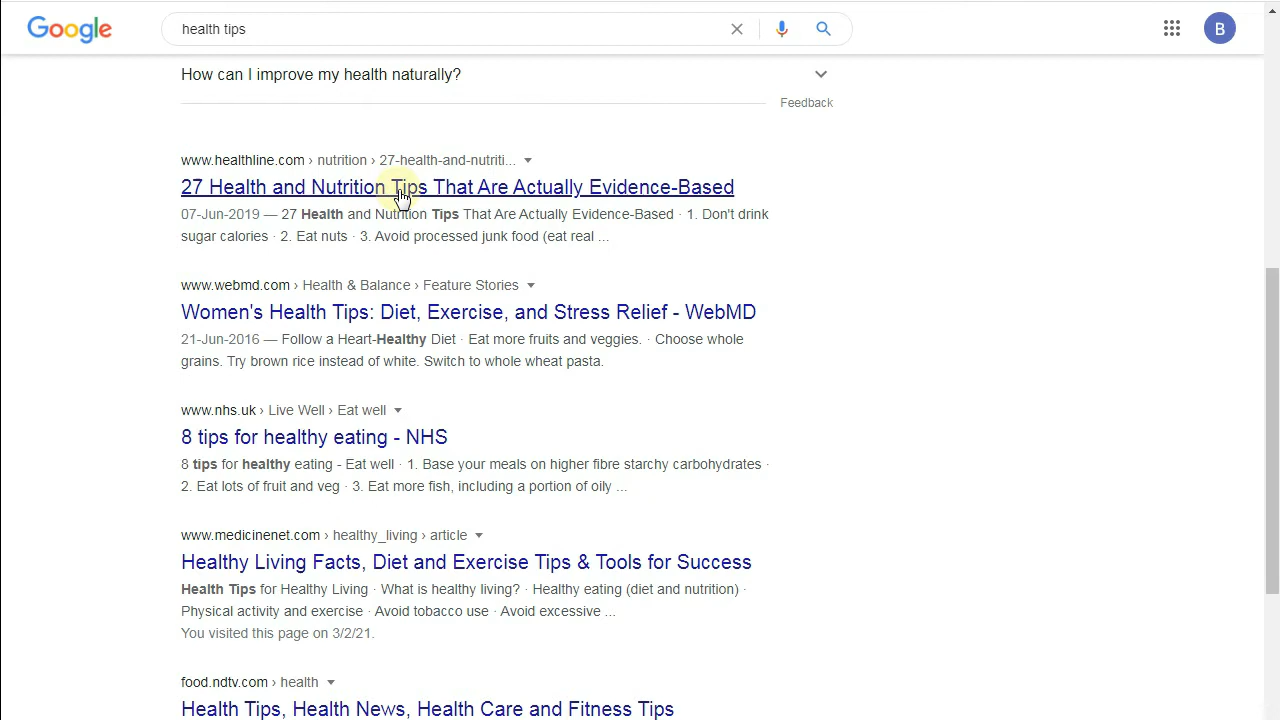 Google
health tips
B
How can I improve my health naturally?
Feedback
www.healthline.com › nutrition › 27-health-and-nutriti...
27 Health and Nutrition Tips That Are Actually Evidence-Based
07-Jun-2019 — 27 Health and Nutrition Tips That Are Actually Evidence-Based · 1. Don't drink
sugar calories · 2. Eat nuts · 3. Avoid processed junk food (eat real ...
www.webmd.com › Health & Balance › Feature Stories
Women's Health Tips: Diet, Exercise, and Stress Relief - WebMD
21-Jun-2016 — Follow a Heart-Healthy Diet · Eat more fruits and veggies. · Choose whole
grains. Try brown rice instead of white. Switch to whole wheat pasta.
www.nhs.uk › Live Well › Eat well
8 tips for healthy eating - NHS
8 tips for healthy eating - Eat well · 1. Base your meals on higher fibre starchy carbohydrates ·
2. Eat lots of fruit and veg · 3. Eat more fish, including a portion of oily ...
www.medicinenet.com › healthy_living › article
Healthy Living Facts, Diet and Exercise Tips & Tools for Success
Health Tips for Healthy Living · What is healthy living? · Healthy eating (diet and nutrition) ·
Physical activity and exercise · Avoid tobacco use · Avoid excessive ...
You visited this page on 3/2/21.
food.ndtv.com › health
Health Tips, Health News, Health Care and Fitness Tips